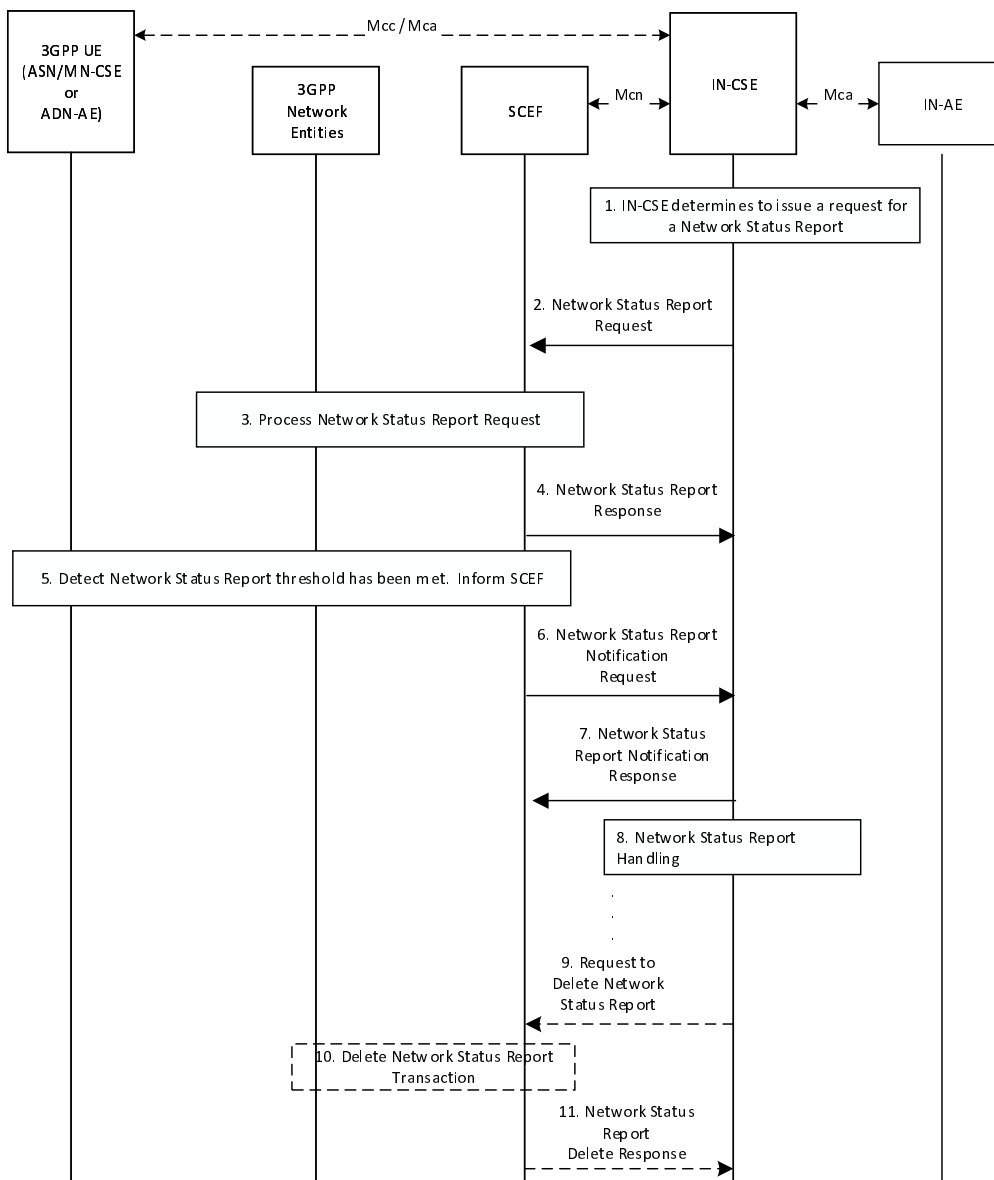 Mcc / Mca
3GPP UE
(ASN/MN-CSE
or
ADN-AE)
3GPP
Network
Entities
SCEF
Mcn
IN-CSE
Mca
IN-AE
1. IN-CSE determines to issue a request for
a Network Status Report
2. Network Status Report
Request
3. Process Network Status Report Request
4. Network Status Report
Response
5. Detect Network Status Report threshold has been met. Inform SCEF
6. Network Status Report
Notification
Request
7. Network Status
Report Notification
Response
8. Network Status Report
Handling
.
.
.
9. Request to
Delete Network
Status Report
10. Delete Network Status Report
Transaction
11. Network Status
Report
Delete Response